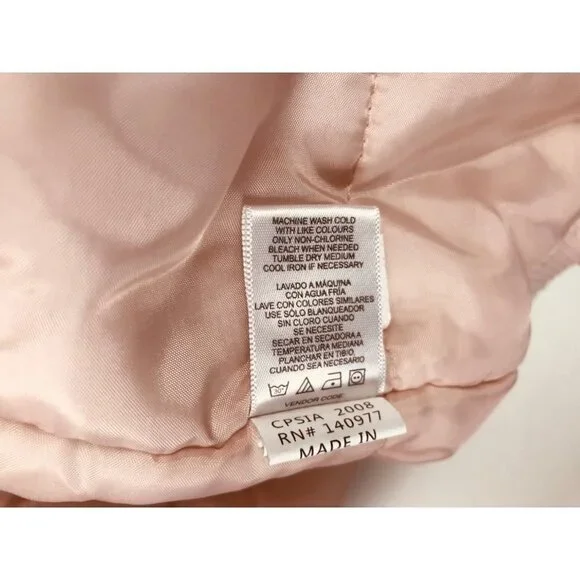 MACHINE WASH COLD
WITH LIKE COLOURS
ONLY NON-CHLORINE
BLEACH WHEN NEEDED
TUMBLE DRY MEDIUM
COOL IRON IF NECESSARY
LAVADO A MÁQUINA
CON AGUA FRÍA
LAVE CON COLORES SIMILARES
USE SOLO BLANQUEADOR
SIN CLORO CUANDO
SE NECESITE
SECAR EN SECADORA A
TEMPERATURA MEDIANA
PLANCHAR EN TIBIO,
CUANDO SEA NECESARIO
30°
VENDOR CODE
CPSIA 2008
RN# 140977
MADE IN